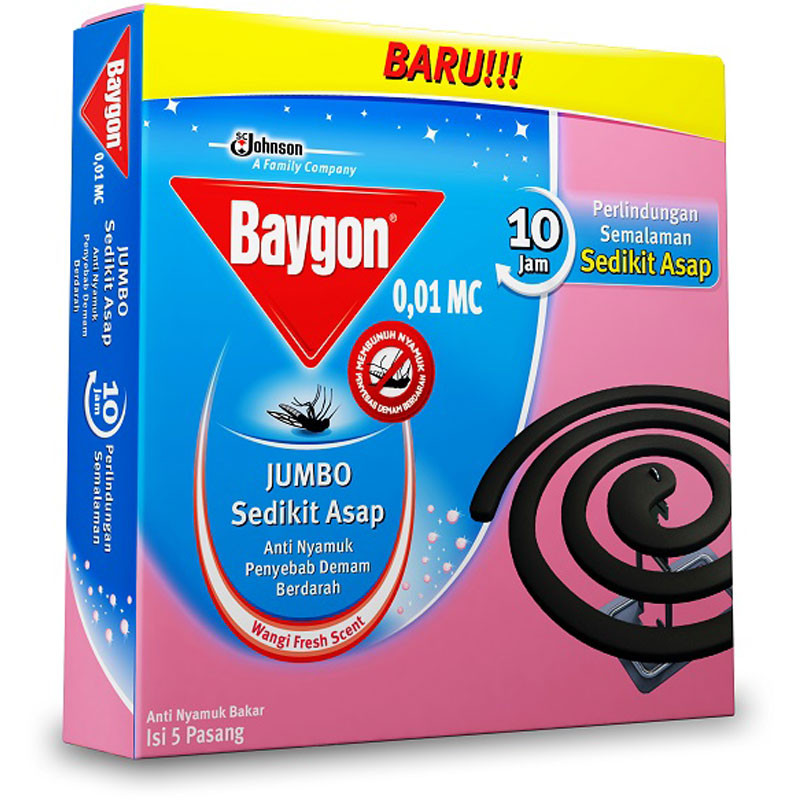 BARU!!!
SC Johnson
A Family Company
Baygon®
0,01 MC
10
Jam
Perlindungan
Semalaman
Sedikit Asap
MEMBUNUH NYAMUK
PENYEBAB DEMAM BERDARAH
JUMBO
Sedikit Asap
Anti Nyamuk
Penyebab Demam
Berdarah
Wangi Fresh Scent
Anti Nyamuk Bakar
Isi 5 Pasang
Baygon
0,01 MC
JUMBO
Sedikit Asap
Anti Nyamuk
Penyebab Demam
Berdarah
10
Jam
Perlindungan
Semalaman